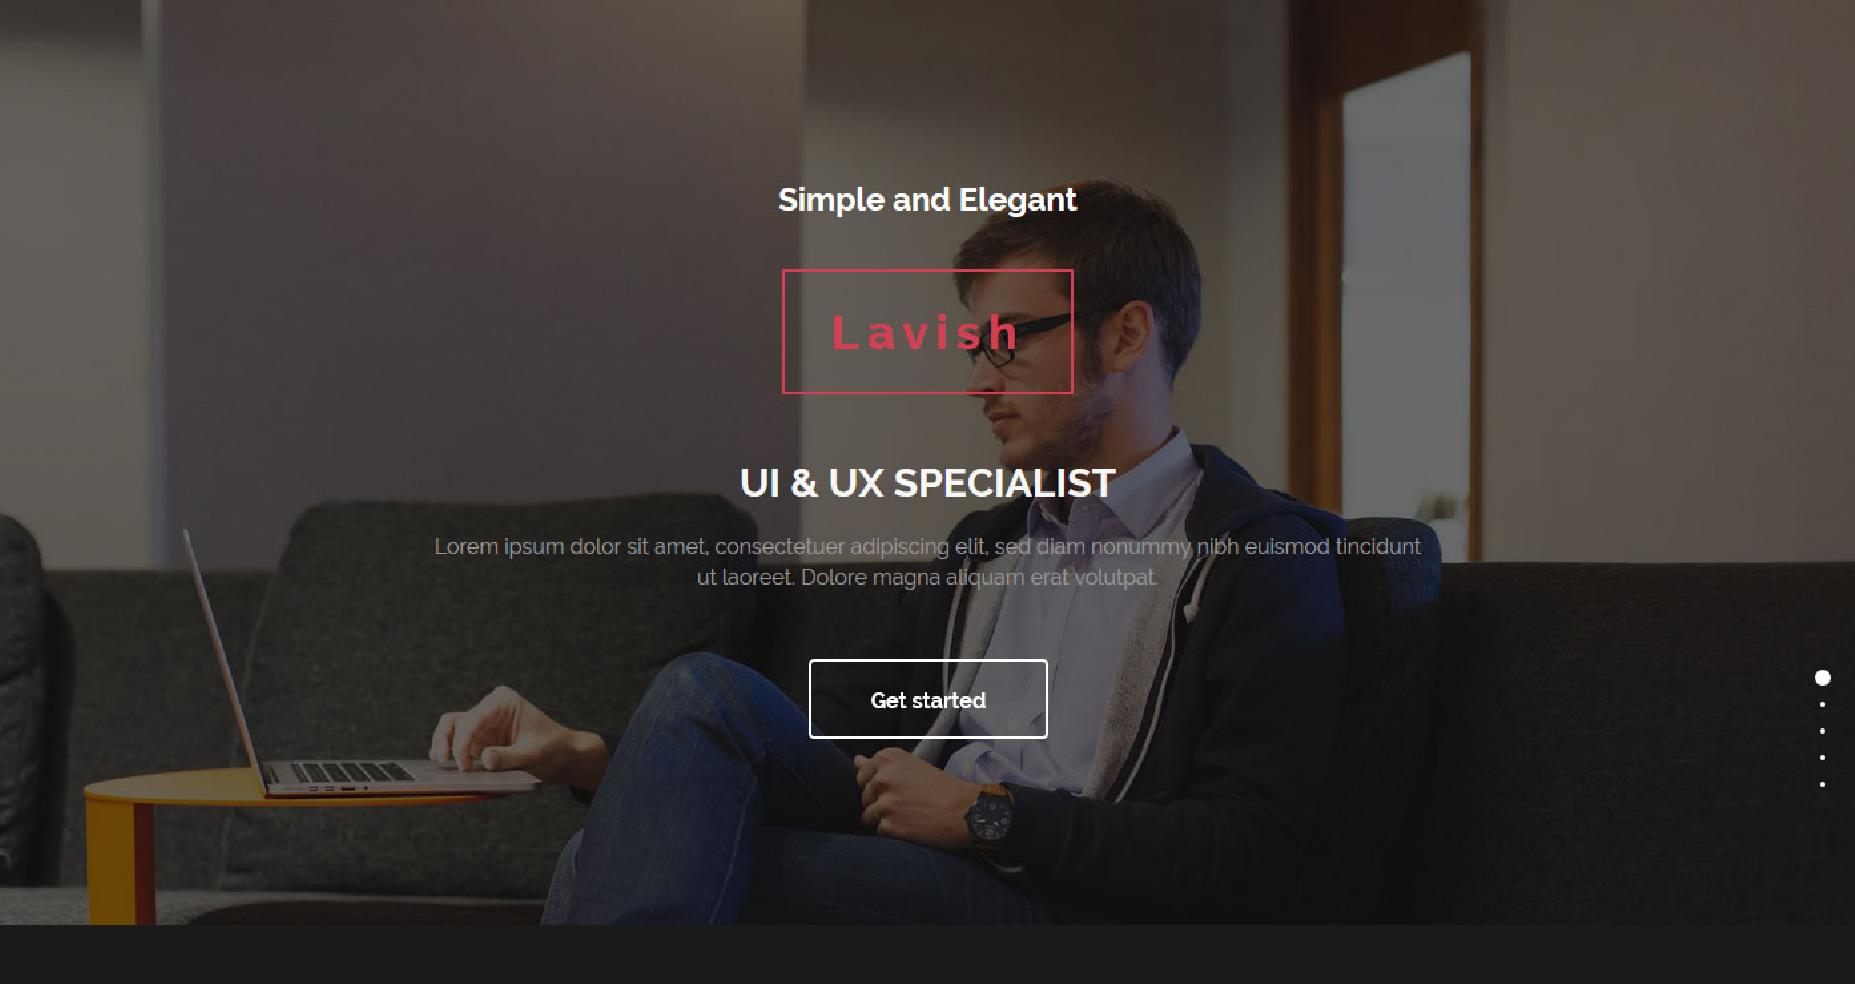 Simple and Elegant
Lavish
UI & UX SPECIALIST
Lorem ipsum dolor sit amet, consectetuer adipiscing elit, sed diam nonummy nibh euismod tincidunt
ut laoreet. Dolore magna aliquam erat volutpat.
Get started